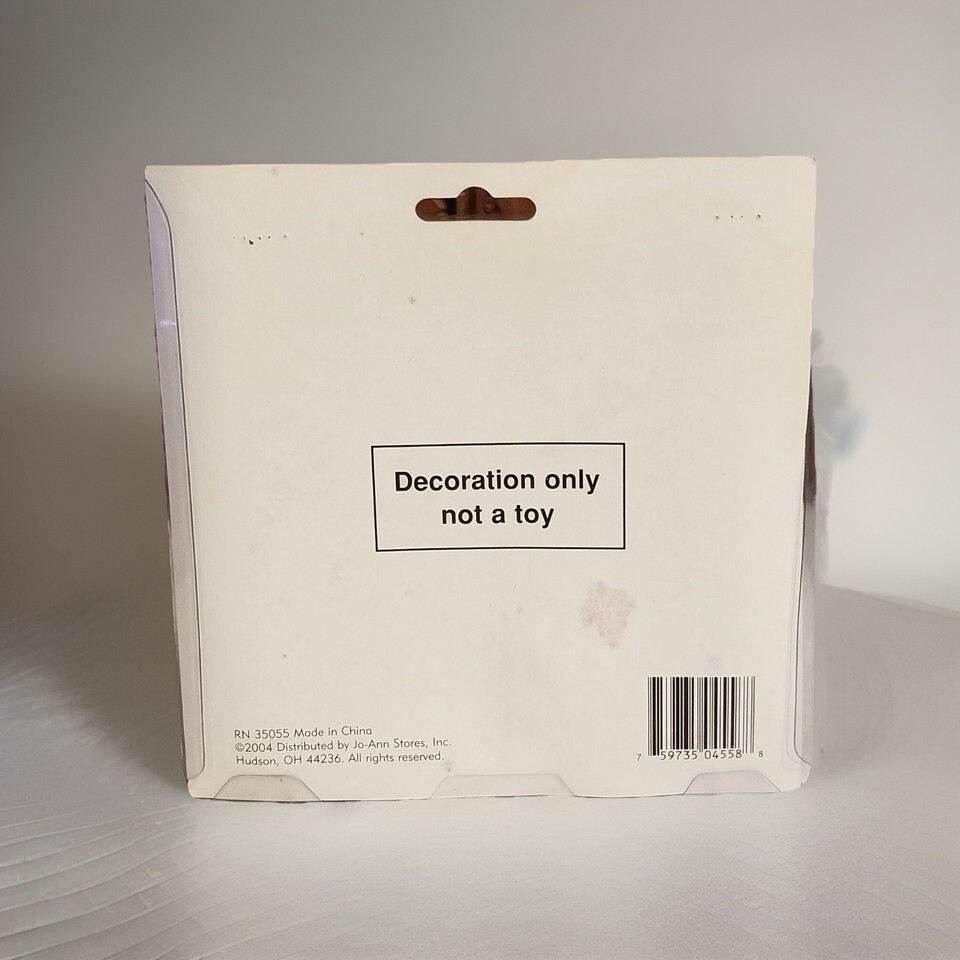 Decoration only
not a toy
RN 35055 Made in China
©2004 Distributed by Jo-Ann Stores, Inc.
Hudson, OH 44236. All rights reserved.
7 59735 04558 8